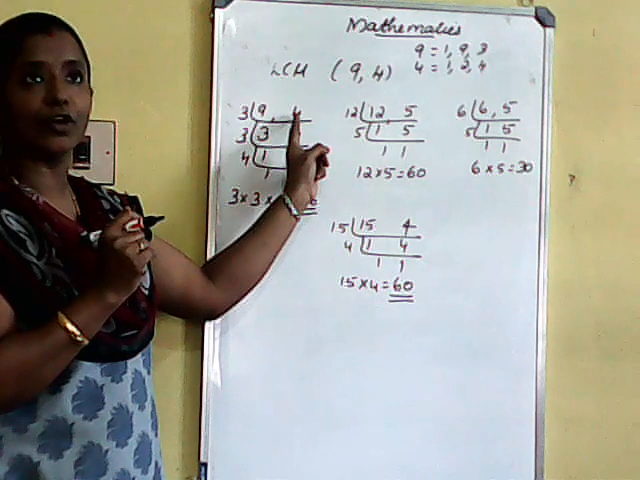 Mathematics
9 = 1, 9, 3
4 = 1, 2, 4
LCM (9, 4)
3 9, 4
3 3
4 1
1
3 × 3 ×
12 12, 5
5 1 5
1 1
12 × 5 = 60
6 6, 5
5 1 5
1 1
6 × 5 = 30
15 15 4
4 1 4
1 1
15 × 4 = 60